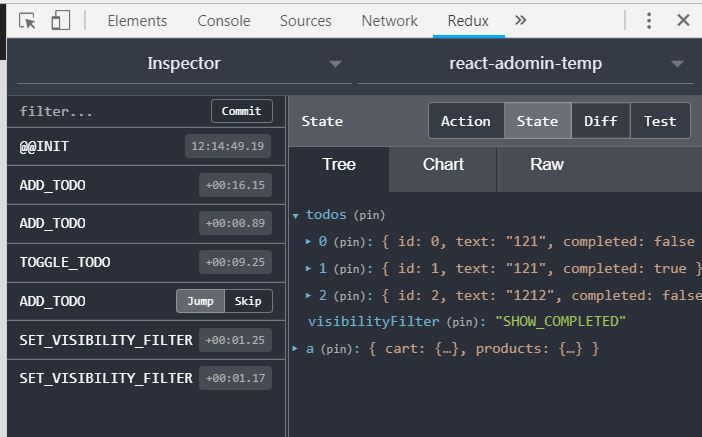 Elements Console Sources Network Redux »
Inspector react-adomin-temp
filter... Commit State Action State Diff Test
@@INIT 12:14:49.19 Tree Chart Raw
ADD_TODO +00:16.15
todos (pin)
ADD_TODO +00:00.89
0 (pin): { id: 0, text: "121", completed: false
TOGGLE_TODO +00:09.25
1 (pin): { id: 1, text: "121", completed: true }
ADD_TODO Jump Skip
2 (pin): { id: 2, text: "1212", completed: false
visibilityFilter (pin): "SHOW_COMPLETED"
SET_VISIBILITY_FILTER +00:01.25
a (pin): { cart: {…}, products: {…} }
SET_VISIBILITY_FILTER +00:01.17